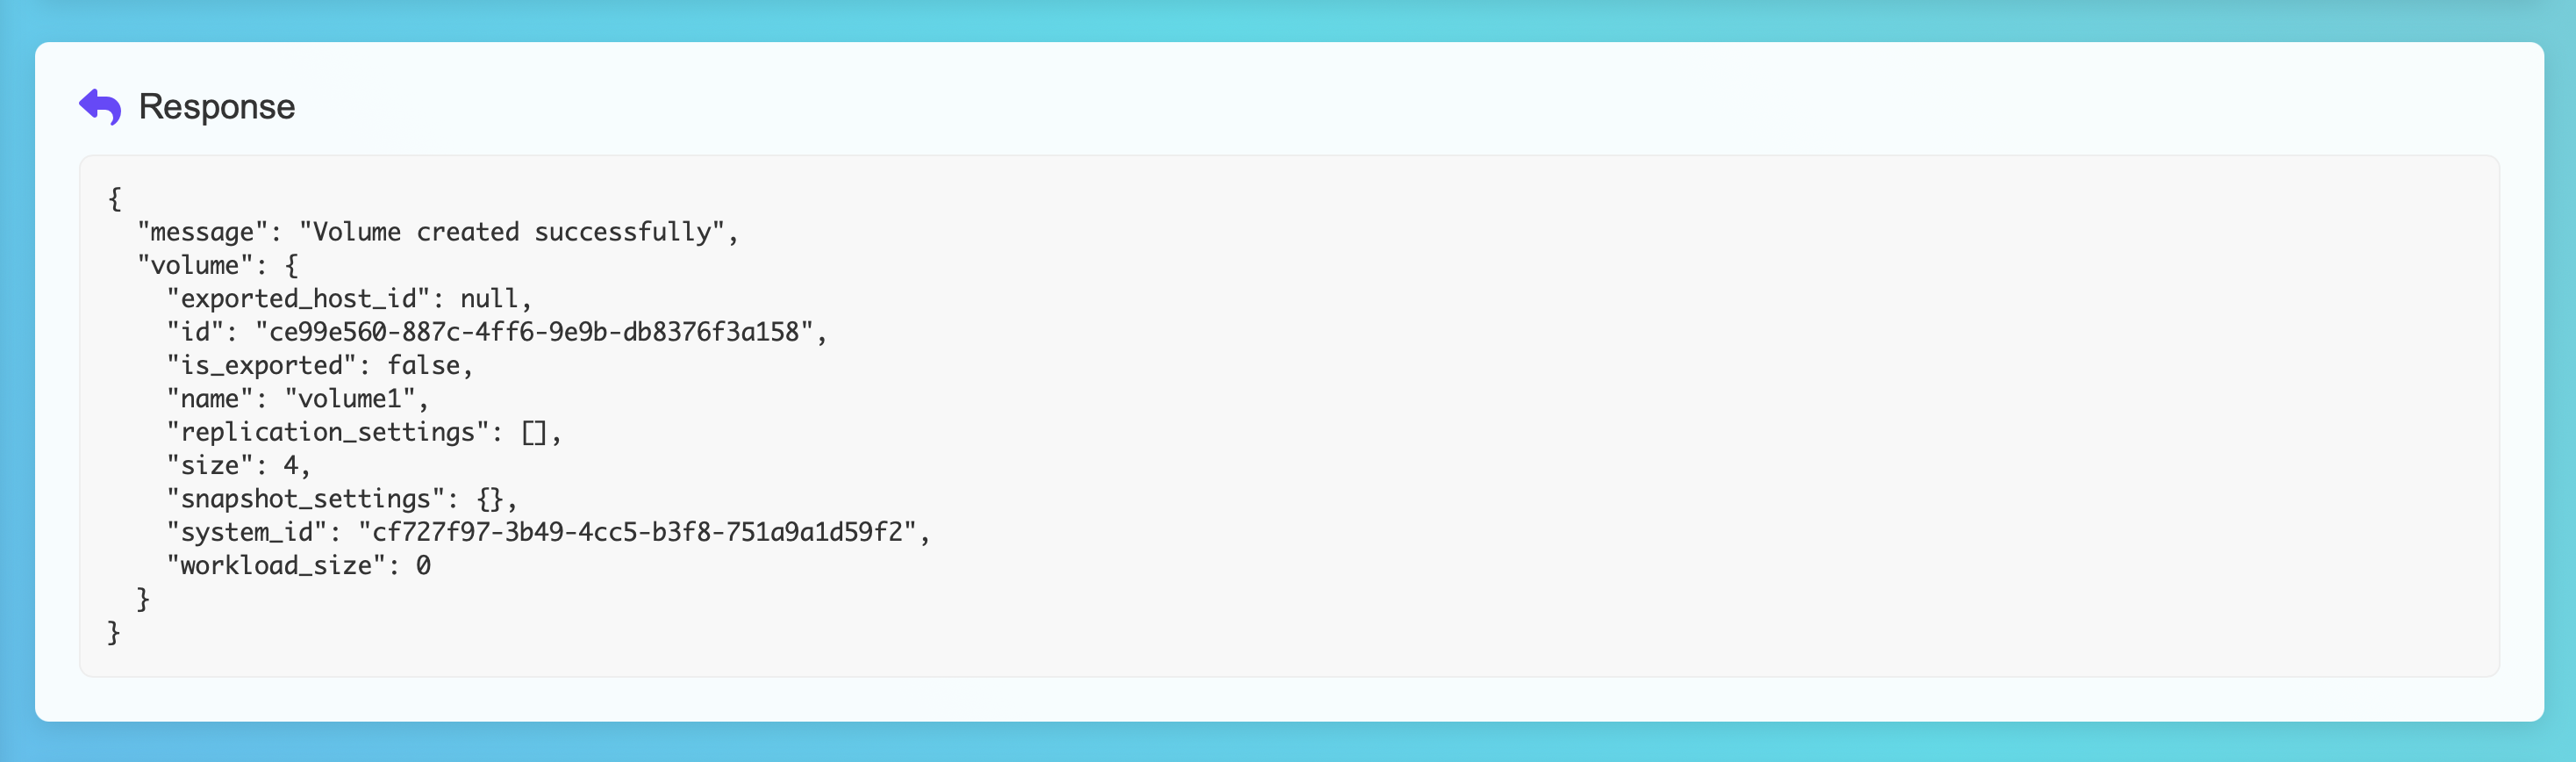 Response
{
  "message": "Volume created successfully",
  "volume": {
    "exported_host_id": null,
    "id": "ce99e560-887c-4ff6-9e9b-db8376f3a158",
    "is_exported": false,
    "name": "volume1",
    "replication_settings": [],
    "size": 4,
    "snapshot_settings": {},
    "system_id": "cf727f97-3b49-4cc5-b3f8-751a9a1d59f2",
    "workload_size": 0
  }
}